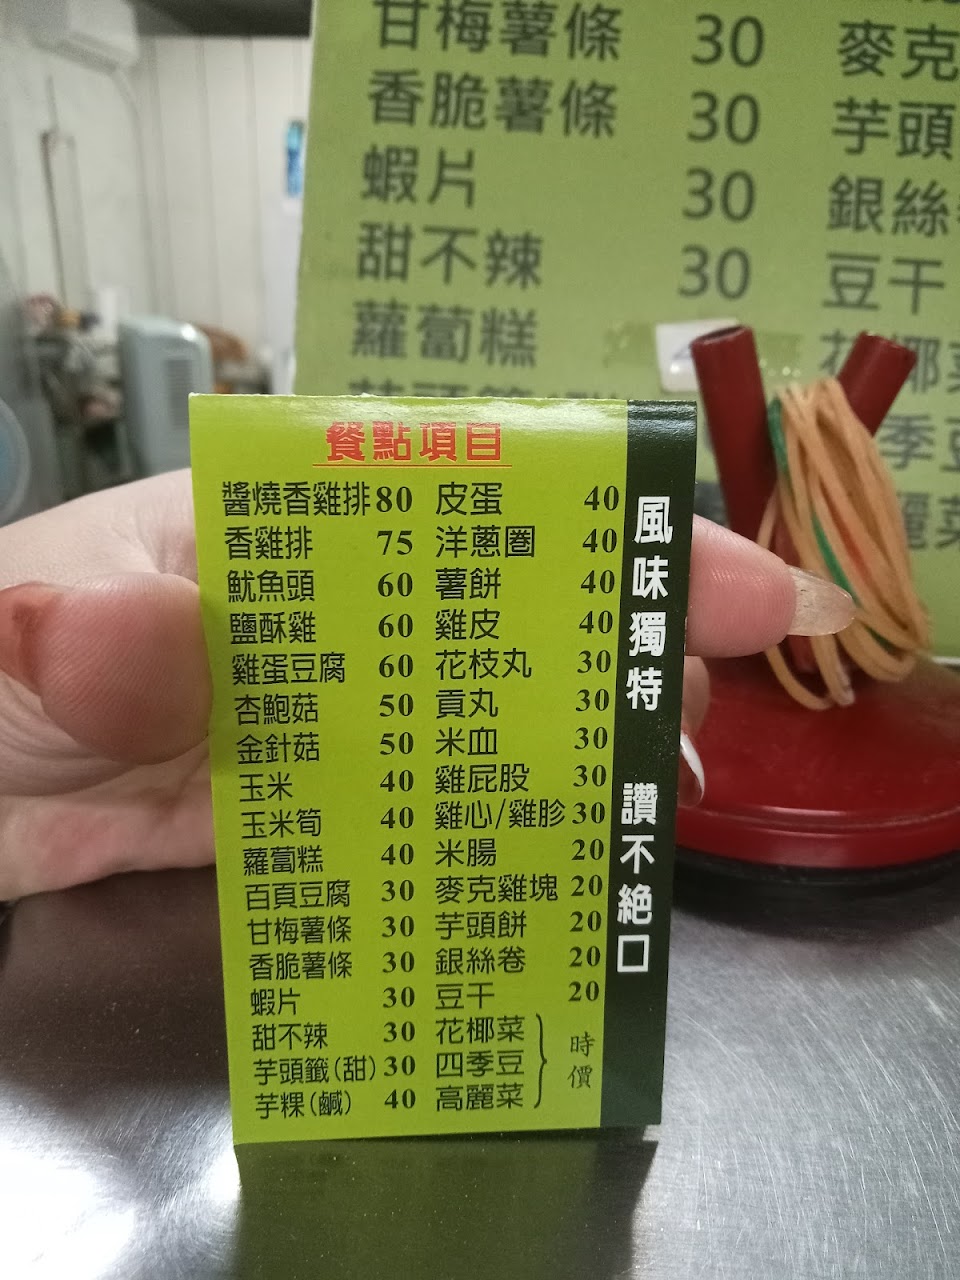 甘梅薯條 30 麥克
香脆薯條 30 芋頭
蝦片 30 銀絲
甜不辣 30 豆干
蘿蔔糕
餐點項目
醬燒香雞排 80 皮蛋 40
香雞排 75 洋蔥圈 40
魷魚頭 60 薯餅 40
鹽酥雞 60 雞皮 40
雞蛋豆腐 60 花枝丸 30
杏鮑菇 50 貢丸 30
金針菇 50 米血 30
玉米 40 雞屁股 30
玉米筍 40 雞心/雞胗 30
蘿蔔糕 40 米腸 20
百頁豆腐 30 麥克雞塊 20
甘梅薯條 30 芋頭餅 20
香脆薯條 30 銀絲卷 20
蝦片 30 豆干 20
甜不辣 30 花椰菜
芋頭籤(甜) 30 四季豆
芋粿(鹹) 40 高麗菜
時價
風味獨特 讚不絕口